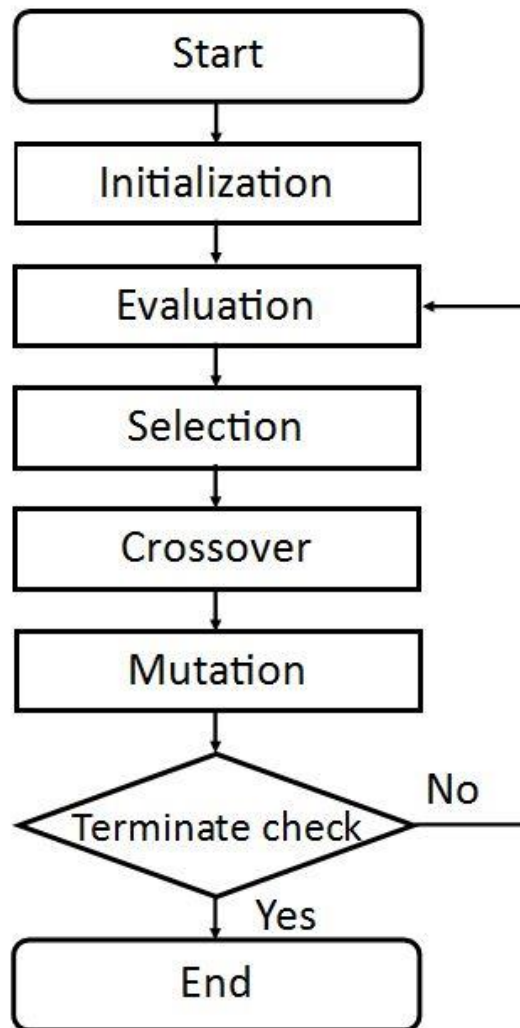 Start
Initialization
Evaluation
Selection
Crossover
Mutation
Terminate check
No
Yes
End